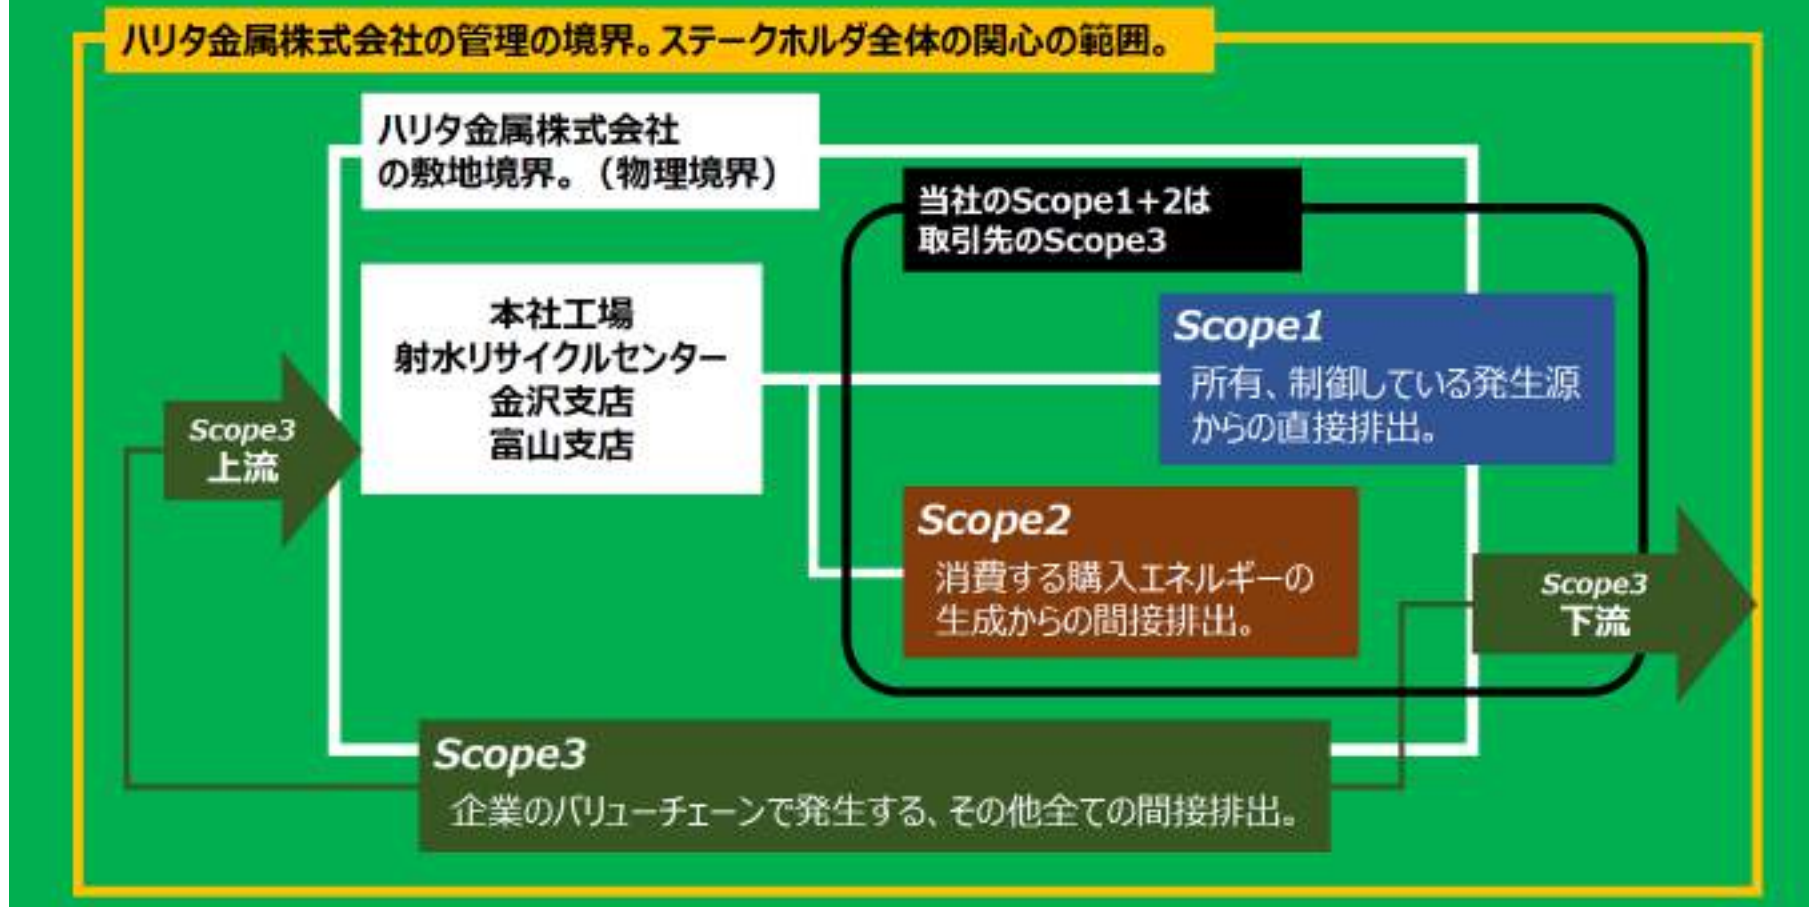 ハリタ金属株式会社の管理の境界。ステークホルダ全体の関心の範囲。
ハリタ金属株式会社
の敷地境界。（物理境界）
当社のScope1+2は
取引先のScope3
本社工場
射水リサイクルセンター
金沢支店
富山支店
Scope1
所有、制御している発生源
からの直接排出。
Scope3
上流
Scope2
消費する購入エネルギーの
生成からの間接排出。
Scope3
下流
Scope3
企業のバリューチェーンで発生する、その他全ての間接排出。